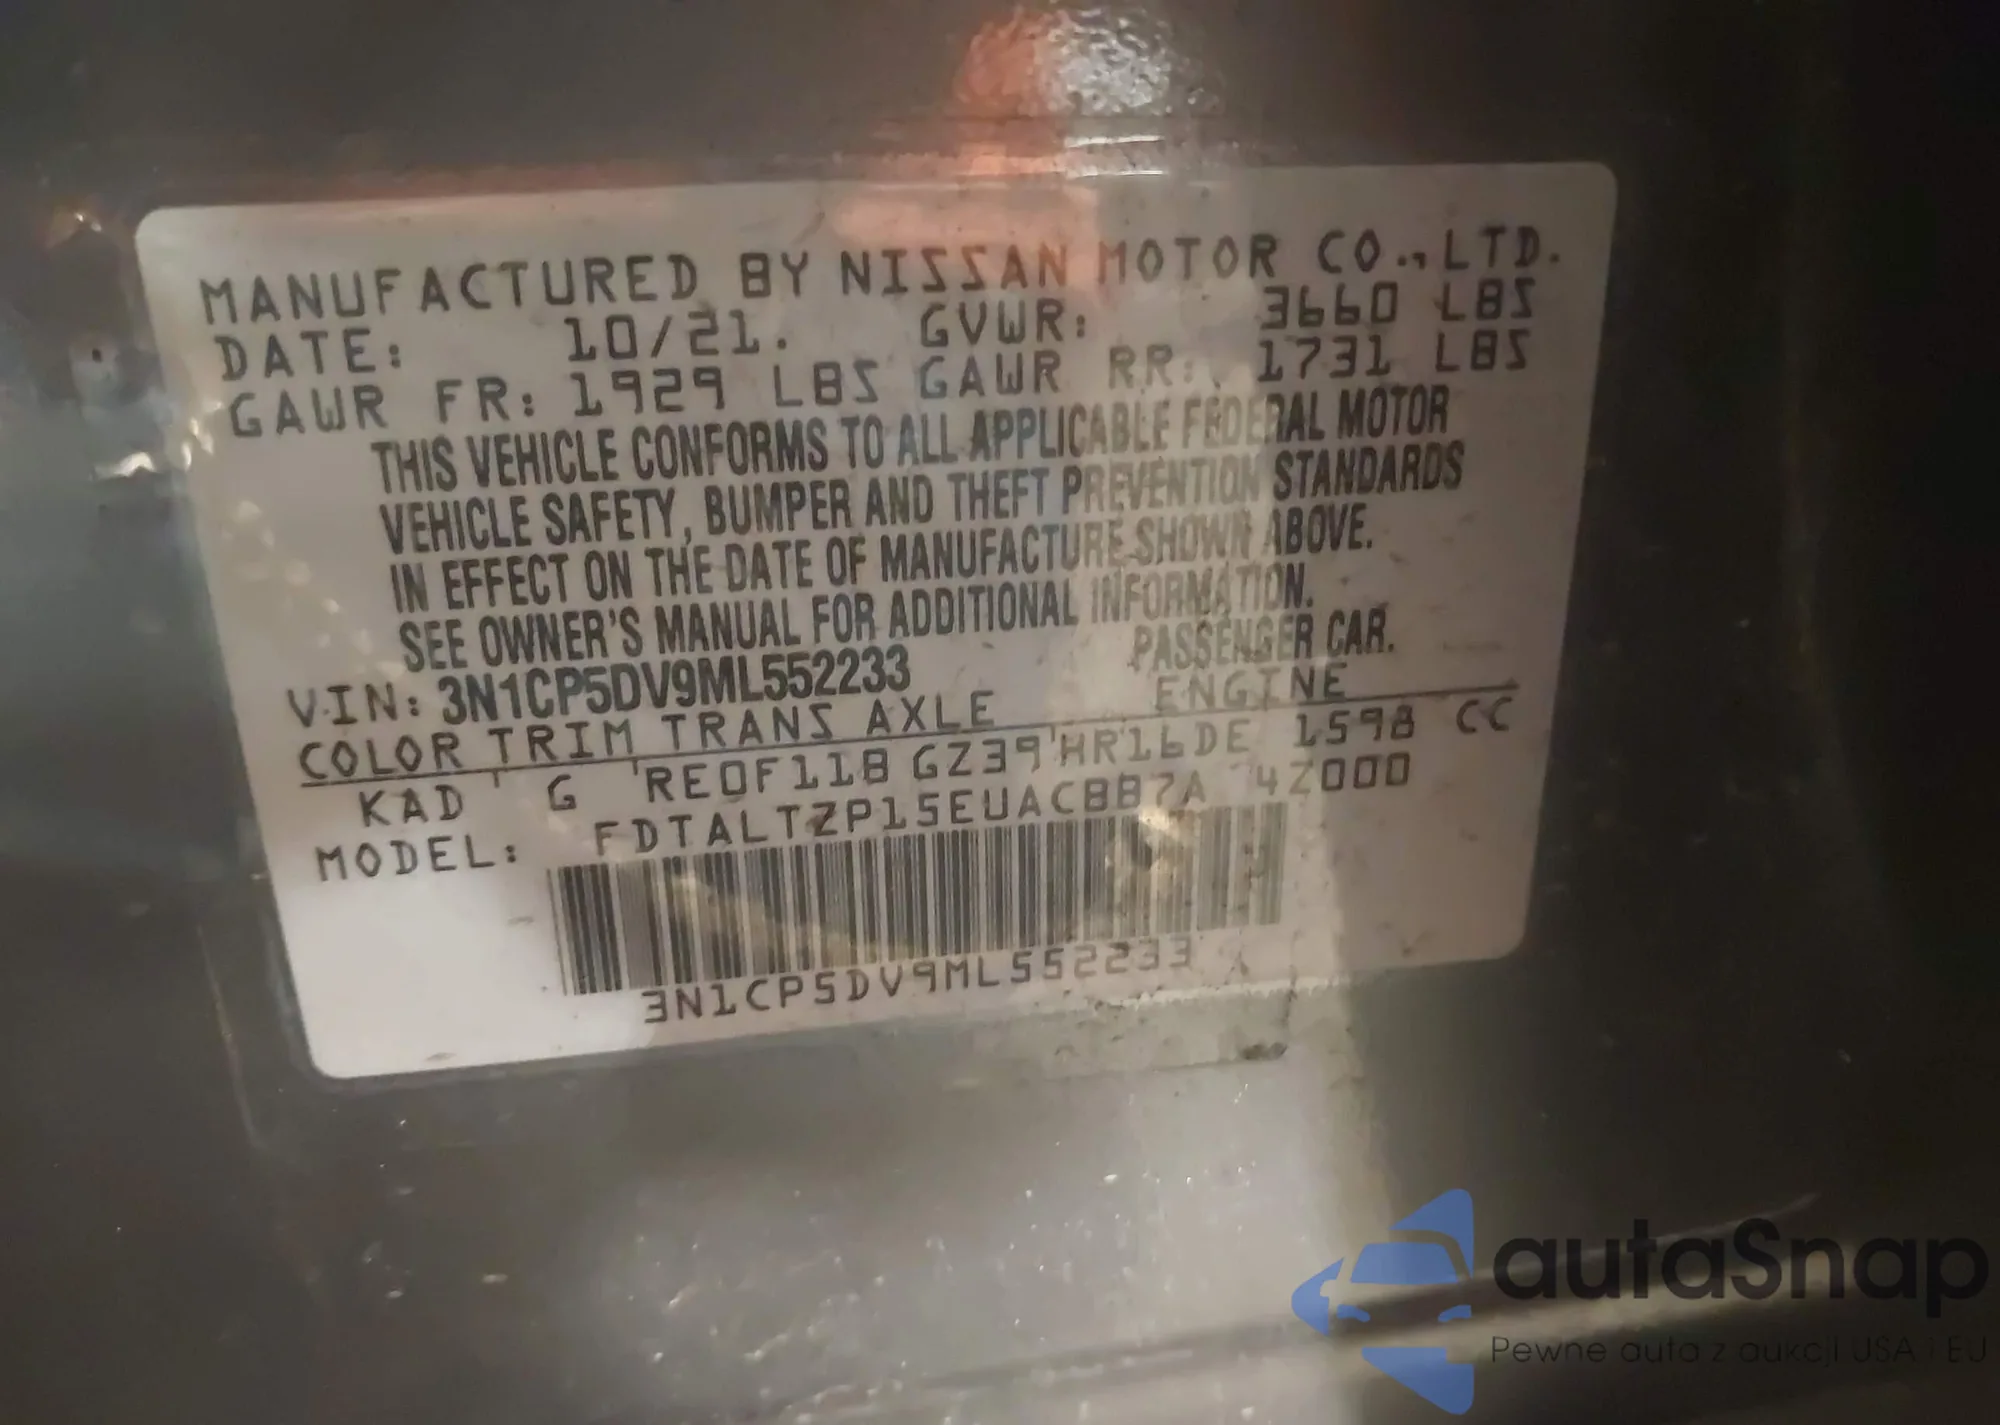 MANUFACTURED BY NISSAN MOTOR CO., LTD.
DATE: 10/21. GVWR: 3660 LBS
GAWR FR: 1929 LBS GAWR RR: 1731 LBS
THIS VEHICLE CONFORMS TO ALL APPLICABLE FEDERAL MOTOR
VEHICLE SAFETY, BUMPER AND THEFT PREVENTION STANDARDS
IN EFFECT ON THE DATE OF MANUFACTURE SHOWN ABOVE.
SEE OWNER'S MANUAL FOR ADDITIONAL INFORMATION.
VIN: 3N1CP5DV9ML552233 PASSENGER CAR.
COLOR TRIM TRANS AXLE ENGINE
KAD G RE0F11B GZ39 HR16DE 1598 CC
MODEL: FDTALTZP15EUACBB7A 4Z000
3N1CP5DV9ML552233
autaSnap
Pewne auta z aukcji USA i EU